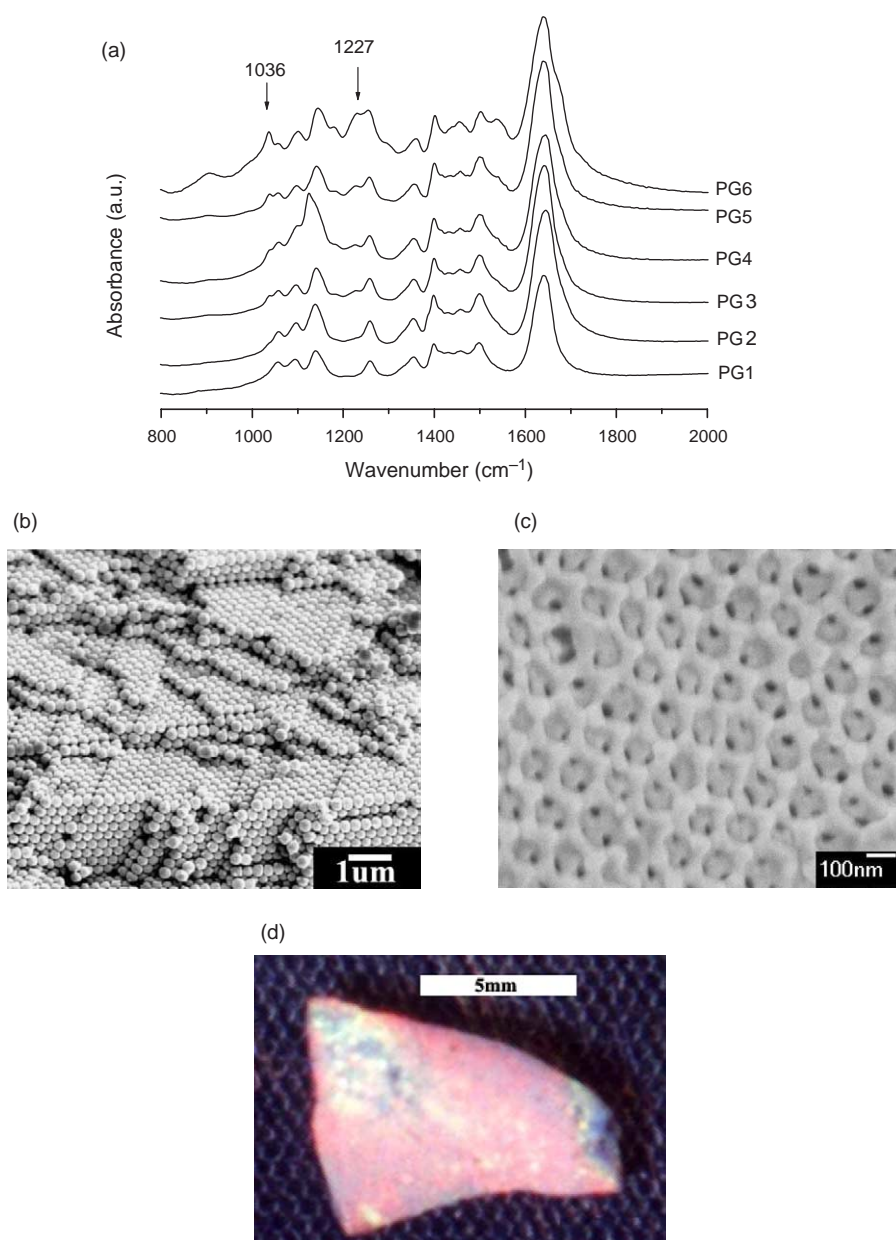 (a)
1036
1227
Absorbance (a.u.)
PG6
PG5
PG4
PG3
PG2
PG1
800
1000
1200
1400
1600
1800
2000
Wavenumber (cm⁻¹)
(b)
(c)
1um
100nm
(d)
5mm